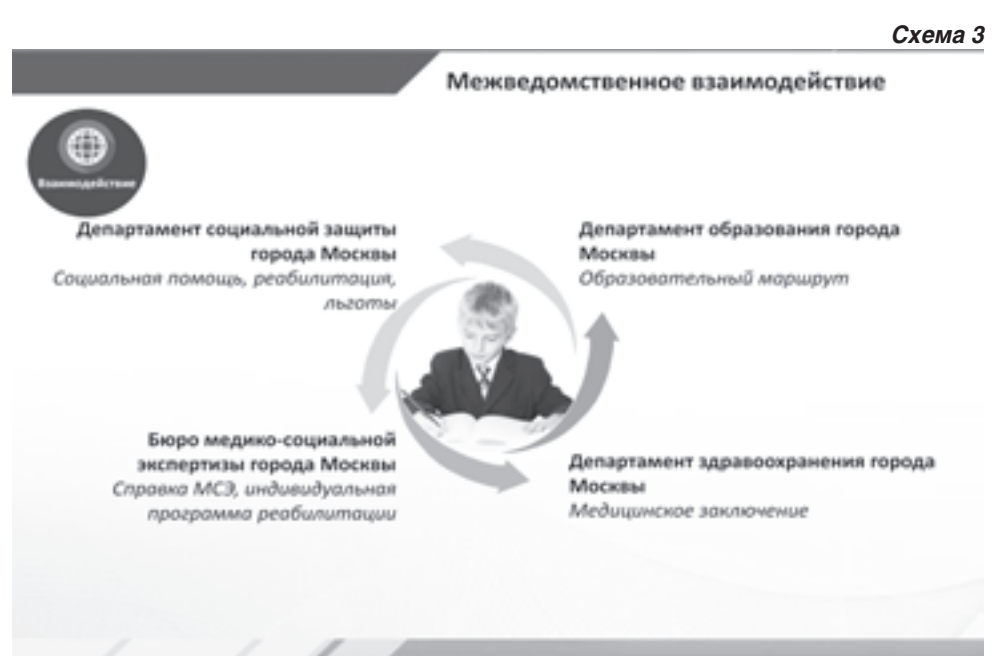 Схема 3
Межведомственное взаимодействие
Взаимодействие
Департамент социальной защиты
города Москвы
Социальная помощь, реабилитация,
льготы
Департамент образования города
Москвы
Образовательный маршрут
Бюро медико-социальной
экспертизы города Москвы
Справка МСЭ, индивидуальная
программа реабилитации
Департамент здравоохранения города
Москвы
Медицинское заключение